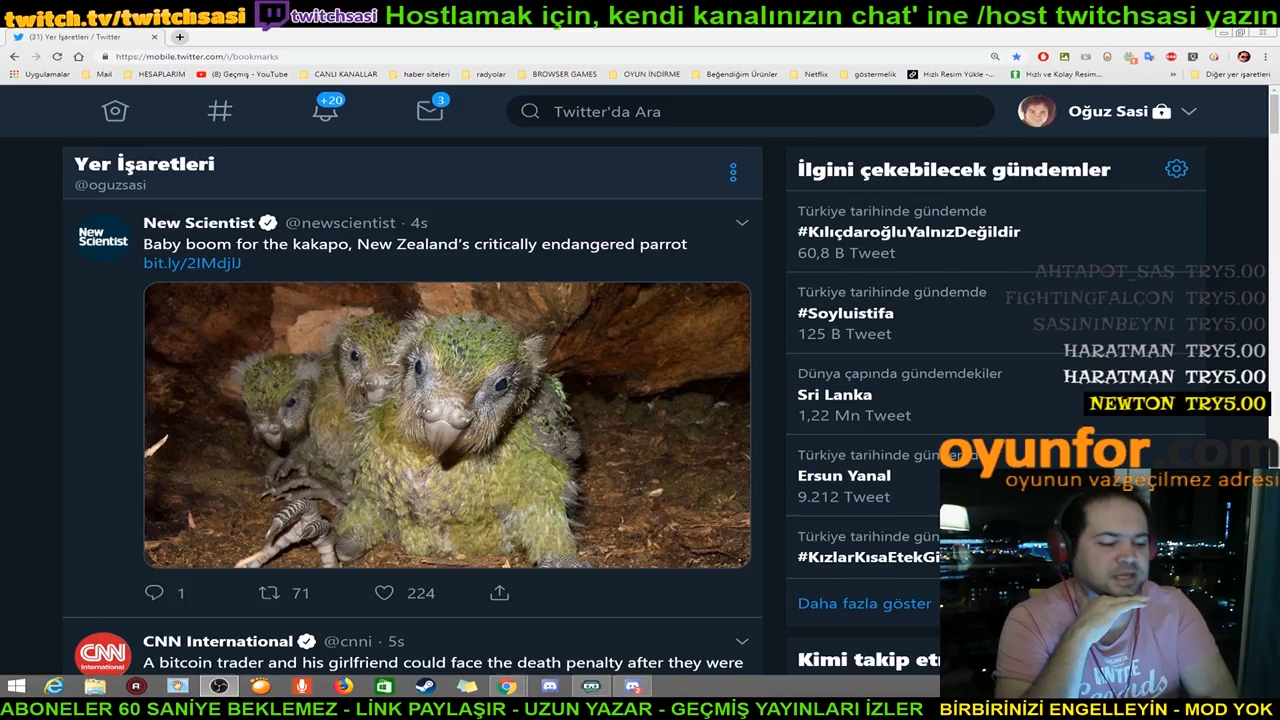 twitch.tv/twitchsasi twitchsasi Hostlamak için, kendi kanalınızın chat' ine /host twitchsasi yazın
(31) Yer İşaretleri / Twitter
https://mobile.twitter.com/i/bookmarks
Uygulamalar Mail HESAPLARIM (8) Geçmiş - YouTube CANLI KANALLAR haber siteleri radyolar BROWSER GAMES OYUN İNDİRME Beğendiğim Ürünler Netflix göstermelik Hızlı Resim Yükle -... Hızlı ve Kolay Resim... » Diğer yer işaretleri
+20
3
Twitter'da Ara
Oğuz Sasi
Yer İşaretleri
@oguzsasi
New Scientist @newscientist · 4s
Baby boom for the kakapo, New Zealand's critically endangered parrot
bit.ly/2IMdjlJ
1 71 224
CNN International @cnni · 5s
A bitcoin trader and his girlfriend could face the death penalty after they were
İlgini çekebilecek gündemler
Türkiye tarihinde gündemde
#KılıçdaroğluYalnızDeğildir
60,8 B Tweet
Türkiye tarihinde gündemde
#Soyluistifa
125 B Tweet
Dünya çapında gündemdekiler
Sri Lanka
1,22 Mn Tweet
Türkiye tarihinde
Ersun Yanal
9.212 Tweet
Türkiye tarihinde
#KızlarKısaEtekGi
Daha fazla göster
Kimi takip et
AHTAPOT_SAS TRY5.00
FIGHTINGFALCON TRY5.00
SASININBEYNI TRY5.00
HARATMAN TRY5.00
HARATMAN TRY5.00
NEWTON TRY5.00
oyunfor.com
oyunun vazgeçilmez adresi
ABONELER 60 SANİYE BEKLEMEZ - LİNK PAYLAŞIR - UZUN YAZAR - GEÇMİŞ YAYINLARI İZLER BİRBİRİNİZİ ENGELLEYİN - MOD YOK